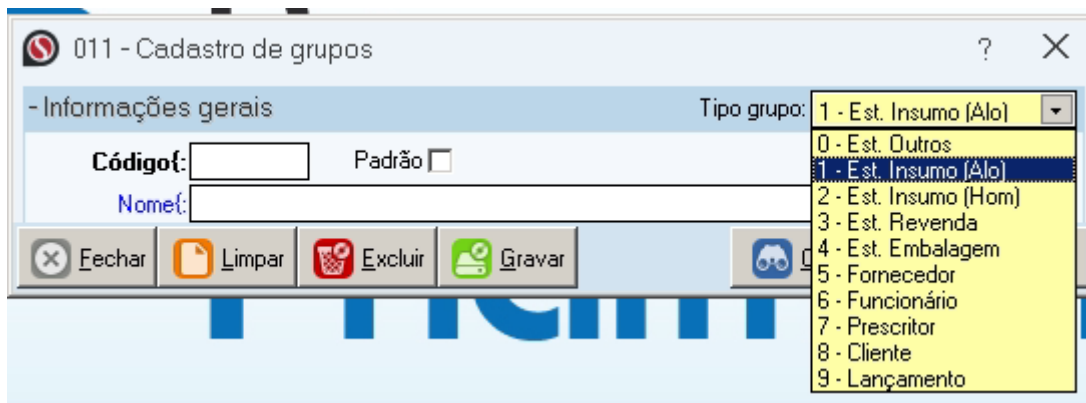 011 - Cadastro de grupos ?
- Informações gerais Tipo grupo: 1 - Est. Insumo (Alo)
Código{: Padrão
Nome{:
0 - Est. Outros
1 - Est. Insumo (Alo)
2 - Est. Insumo (Hom)
3 - Est. Revenda
4 - Est. Embalagem
5 - Fornecedor
6 - Funcionário
7 - Prescritor
8 - Cliente
9 - Lançamento
Fechar Limpar Excluir Gravar